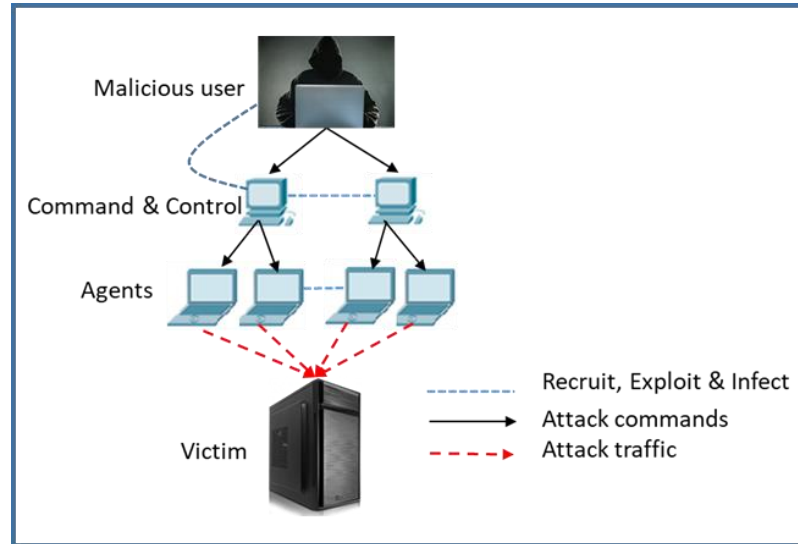 Malicious user
Command & Control
Agents
Victim
Recruit, Exploit & Infect
Attack commands
Attack traffic